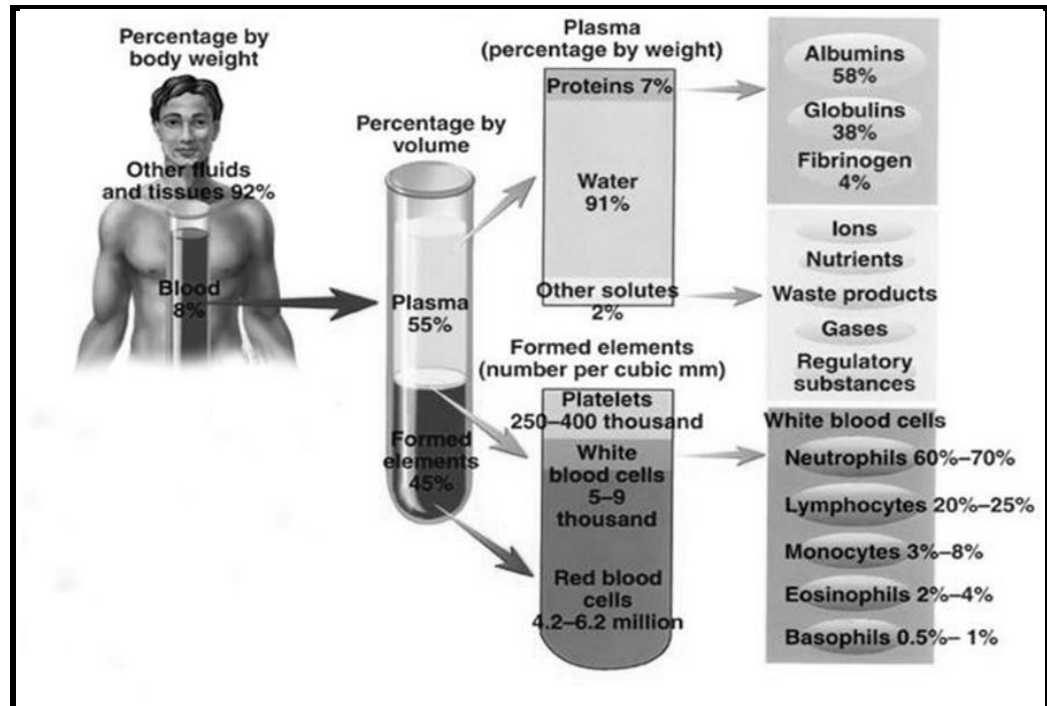 Percentage by
body weight
Other fluids
and tissues 92%
Blood
8%
Percentage by
volume
Plasma
55%
Formed
elements
45%
Plasma
(percentage by weight)
Proteins 7%
Water
91%
Other solutes
2%
Formed elements
(number per cubic mm)
Platelets
250–400 thousand
White
blood cells
5–9
thousand
Red blood
cells
4.2–6.2 million
Albumins
58%
Globulins
38%
Fibrinogen
4%
Ions
Nutrients
Waste products
Gases
Regulatory
substances
White blood cells
Neutrophils 60%–70%
Lymphocytes 20%–25%
Monocytes 3%–8%
Eosinophils 2%–4%
Basophils 0.5%– 1%